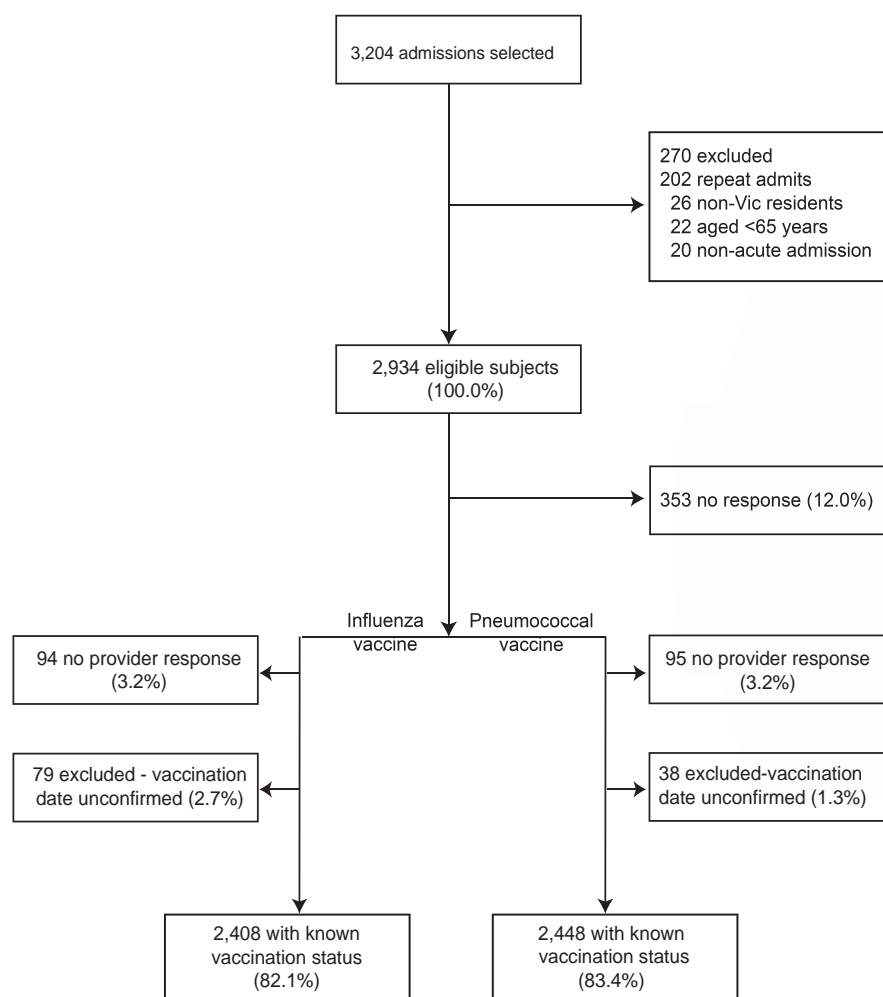 3,204 admissions selected
270 excluded
202 repeat admits
26 non-Vic residents
22 aged <65 years
20 non-acute admission
2,934 eligible subjects
(100.0%)
353 no response (12.0%)
Influenza
vaccine
Pneumococcal
vaccine
94 no provider response
(3.2%)
95 no provider response
(3.2%)
79 excluded - vaccination
date unconfirmed (2.7%)
38 excluded-vaccination
date unconfirmed (1.3%)
2,408 with known
vaccination status
(82.1%)
2,448 with known
vaccination status
(83.4%)